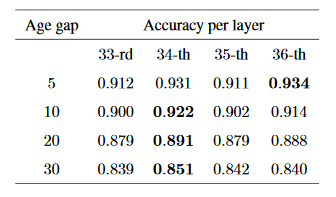 Age gap Accuracy per layer
33-rd 34-th 35-th 36-th
5 0.912 0.931 0.911 0.934
10 0.900 0.922 0.902 0.914
20 0.879 0.891 0.879 0.888
30 0.839 0.851 0.842 0.840